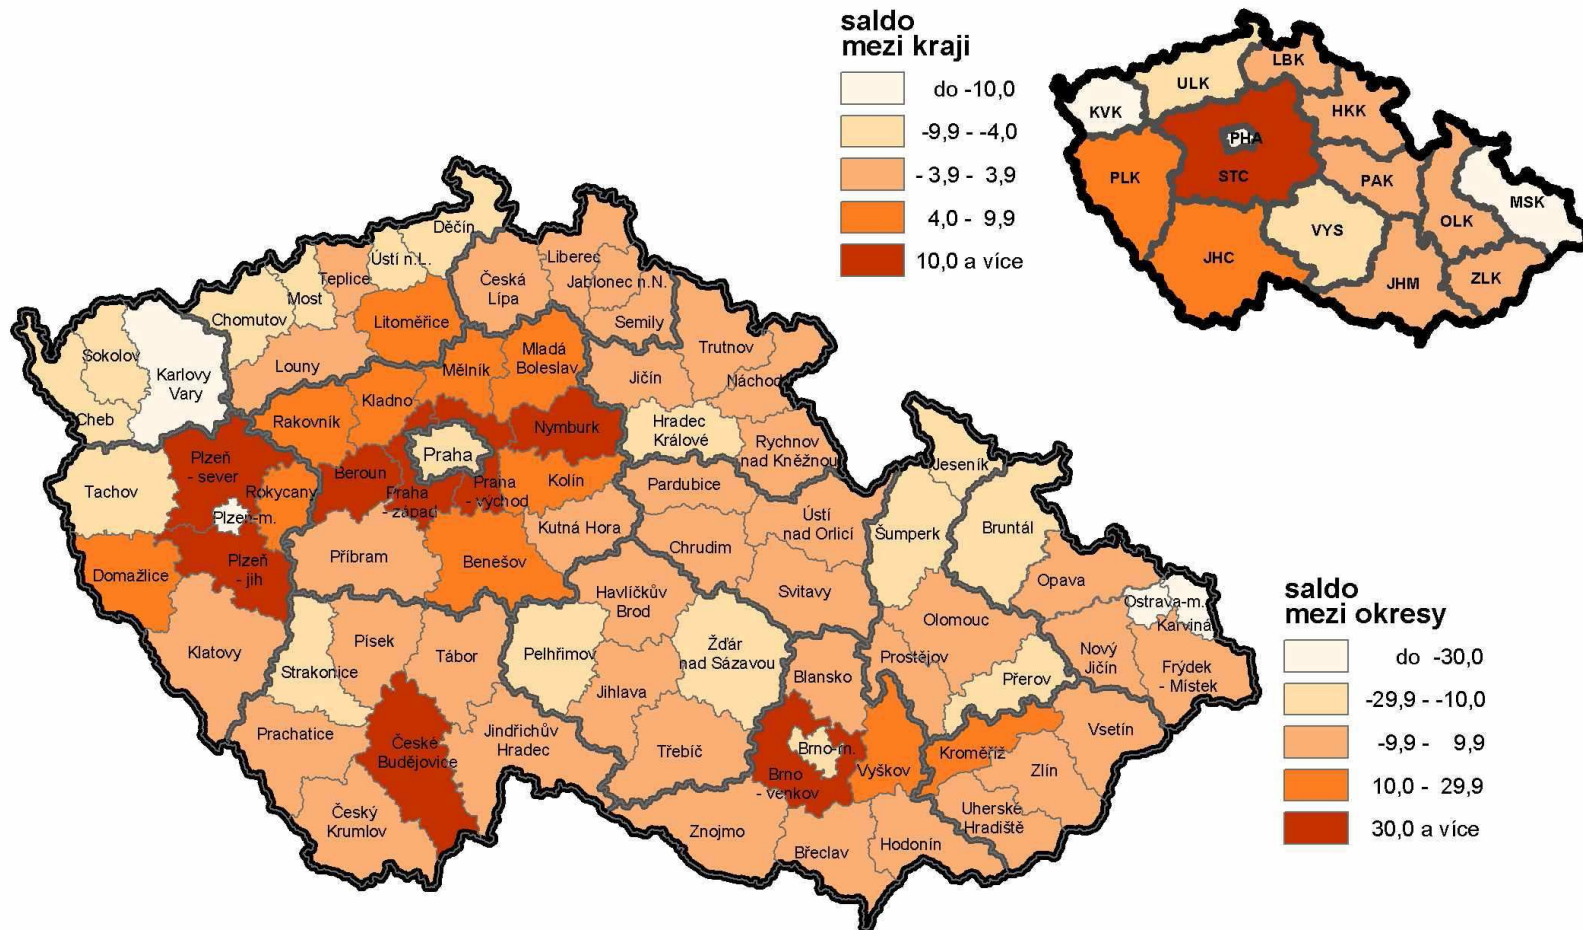 saldo
mezi kraji
do -10,0
-9,9 - -4,0
- 3,9 - 3,9
4,0 - 9,9
10,0 a více
LBK
ULK
KVK
HKK
PHA
PLK
STC
PAK
MSK
OLK
VYS
JHC
ZLK
JHM
Děčín
Ústí n.L.
Liberec
Teplice
Česká
Lípa
Jablonec n.N.
Most
Chomutov
Litoměřice
Semily
Sokolov
Mladá
Boleslav
Trutnov
Karlovy
Vary
Louny
Mělník
Jičín
Náchod
Kladno
Cheb
Rakovník
Hradec
Králové
Nymburk
Rychnov
nad Kněžnou
Praha
Plzeň
- sever
Beroun
Jeseník
Tachov
Rokycany
Praha
- západ
Praha
- východ
Kolín
Pardubice
Plzeň-m.
Ústí
nad Orlicí
Kutná Hora
Šumperk
Bruntál
Chrudim
Příbram
Benešov
Plzeň
- jih
Domažlice
Opava
Svitavy
Havlíčkův
Brod
Ostrava-m.
Karviná
Olomouc
Písek
Klatovy
Tábor
Pelhřimov
Žďár
nad Sázavou
Prostějov
Nový
Jičín
Frýdek
- Místek
Strakonice
Blansko
Přerov
Jihlava
Prachatice
Jindřichův
Hradec
České
Budějovice
Třebíč
Brno-m.
Vsetín
Kroměříž
Vyškov
Zlín
Brno
- venkov
Český
Krumlov
Uherské
Hradiště
Znojmo
Hodonín
Břeclav
saldo
mezi okresy
do -30,0
-29,9 - -10,0
-9,9 - 9,9
10,0 - 29,9
30,0 a více